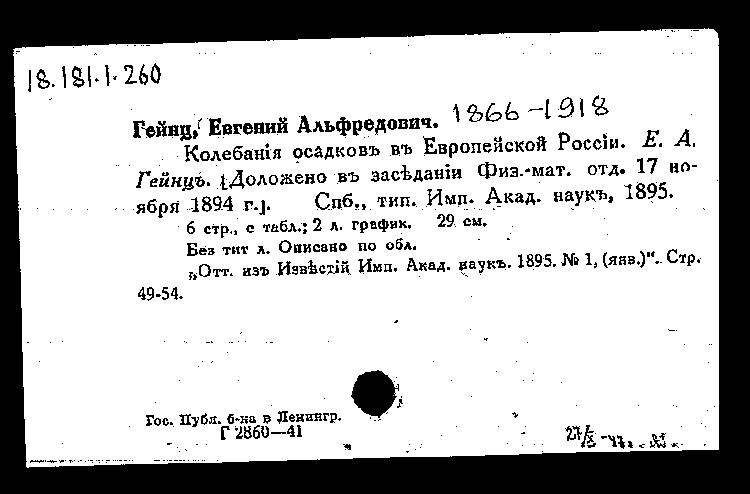 18.181.1.260
Гейнц, Евгений Альфредович. 1866-1918
Колебанія осадковъ въ Европейской Россіи. Е. А.
Гейнцъ. [Доложено въ засѣданіи Физ.-мат. отд. 17 но-
ября 1894 г.]. Спб., тип. Имп. Акад. наукъ, 1895.
6 стр., с табл.; 2 л. график. 29 см.
Без тит л. Описано по обл.
„Отт. изъ Извѣстій Имп. Акад. наукъ. 1895. № 1, (янв.)“. Стр.
49-54.
Гос. Публ. б-ка в Ленингр.
Г 2860—41